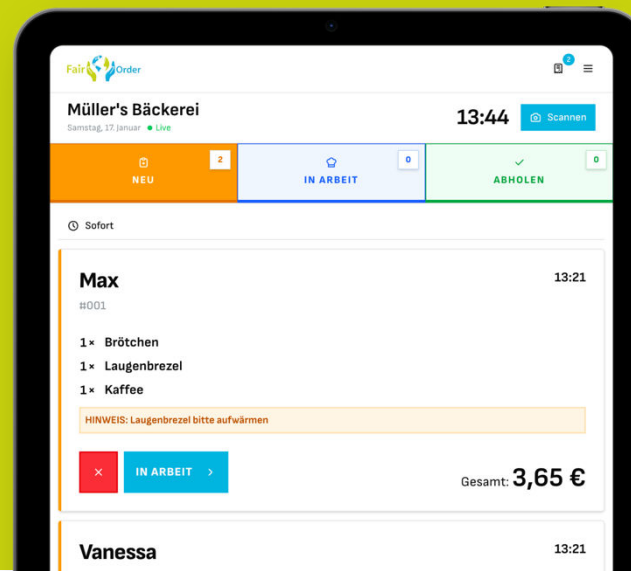 Fair Order
2
Müller's Bäckerei
Samstag, 17. Januar ● Live
13:44
Scannen
NEU
2
IN ARBEIT
0
ABHOLEN
0
Sofort
Max
13:21
#001
1× Brötchen
1× Laugenbrezel
1× Kaffee
HINWEIS: Laugenbrezel bitte aufwärmen
× IN ARBEIT >
Gesamt: 3,65 €
Vanessa
13:21